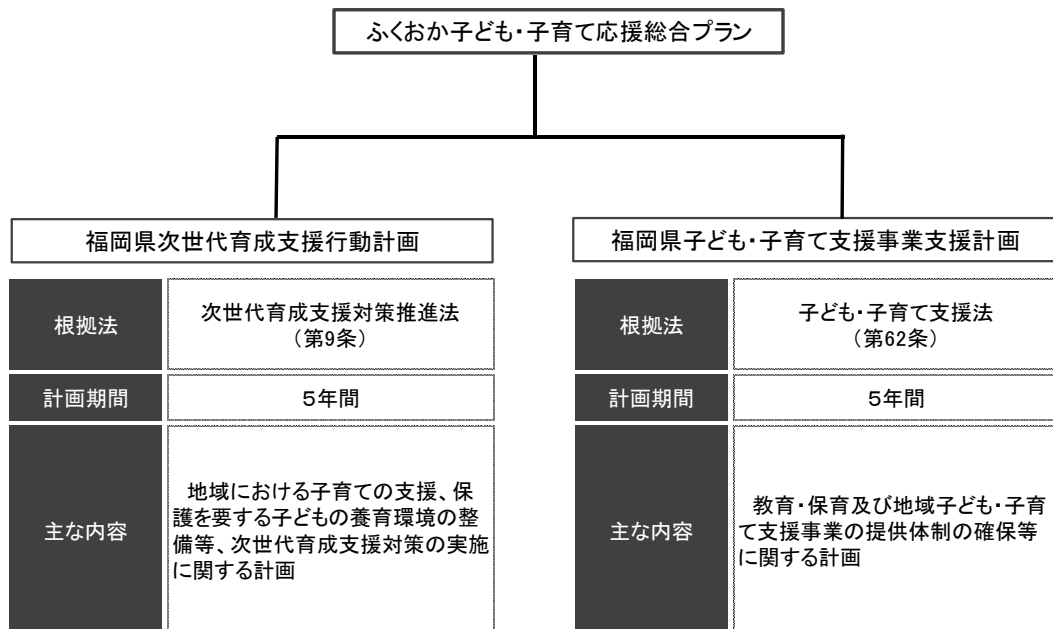 ふくおか子ども・子育て応援総合プラン
福岡県次世代育成支援行動計画
根拠法
次世代育成支援対策推進法
（第9条）
計画期間
５年間
主な内容
地域における子育ての支援、保
護を要する子どもの養育環境の整
備等、次世代育成支援対策の実施
に関する計画
福岡県子ども・子育て支援事業支援計画
根拠法
子ども・子育て支援法
（第62条）
計画期間
５年間
主な内容
教育・保育及び地域子ども・子育
て支援事業の提供体制の確保等
に関する計画